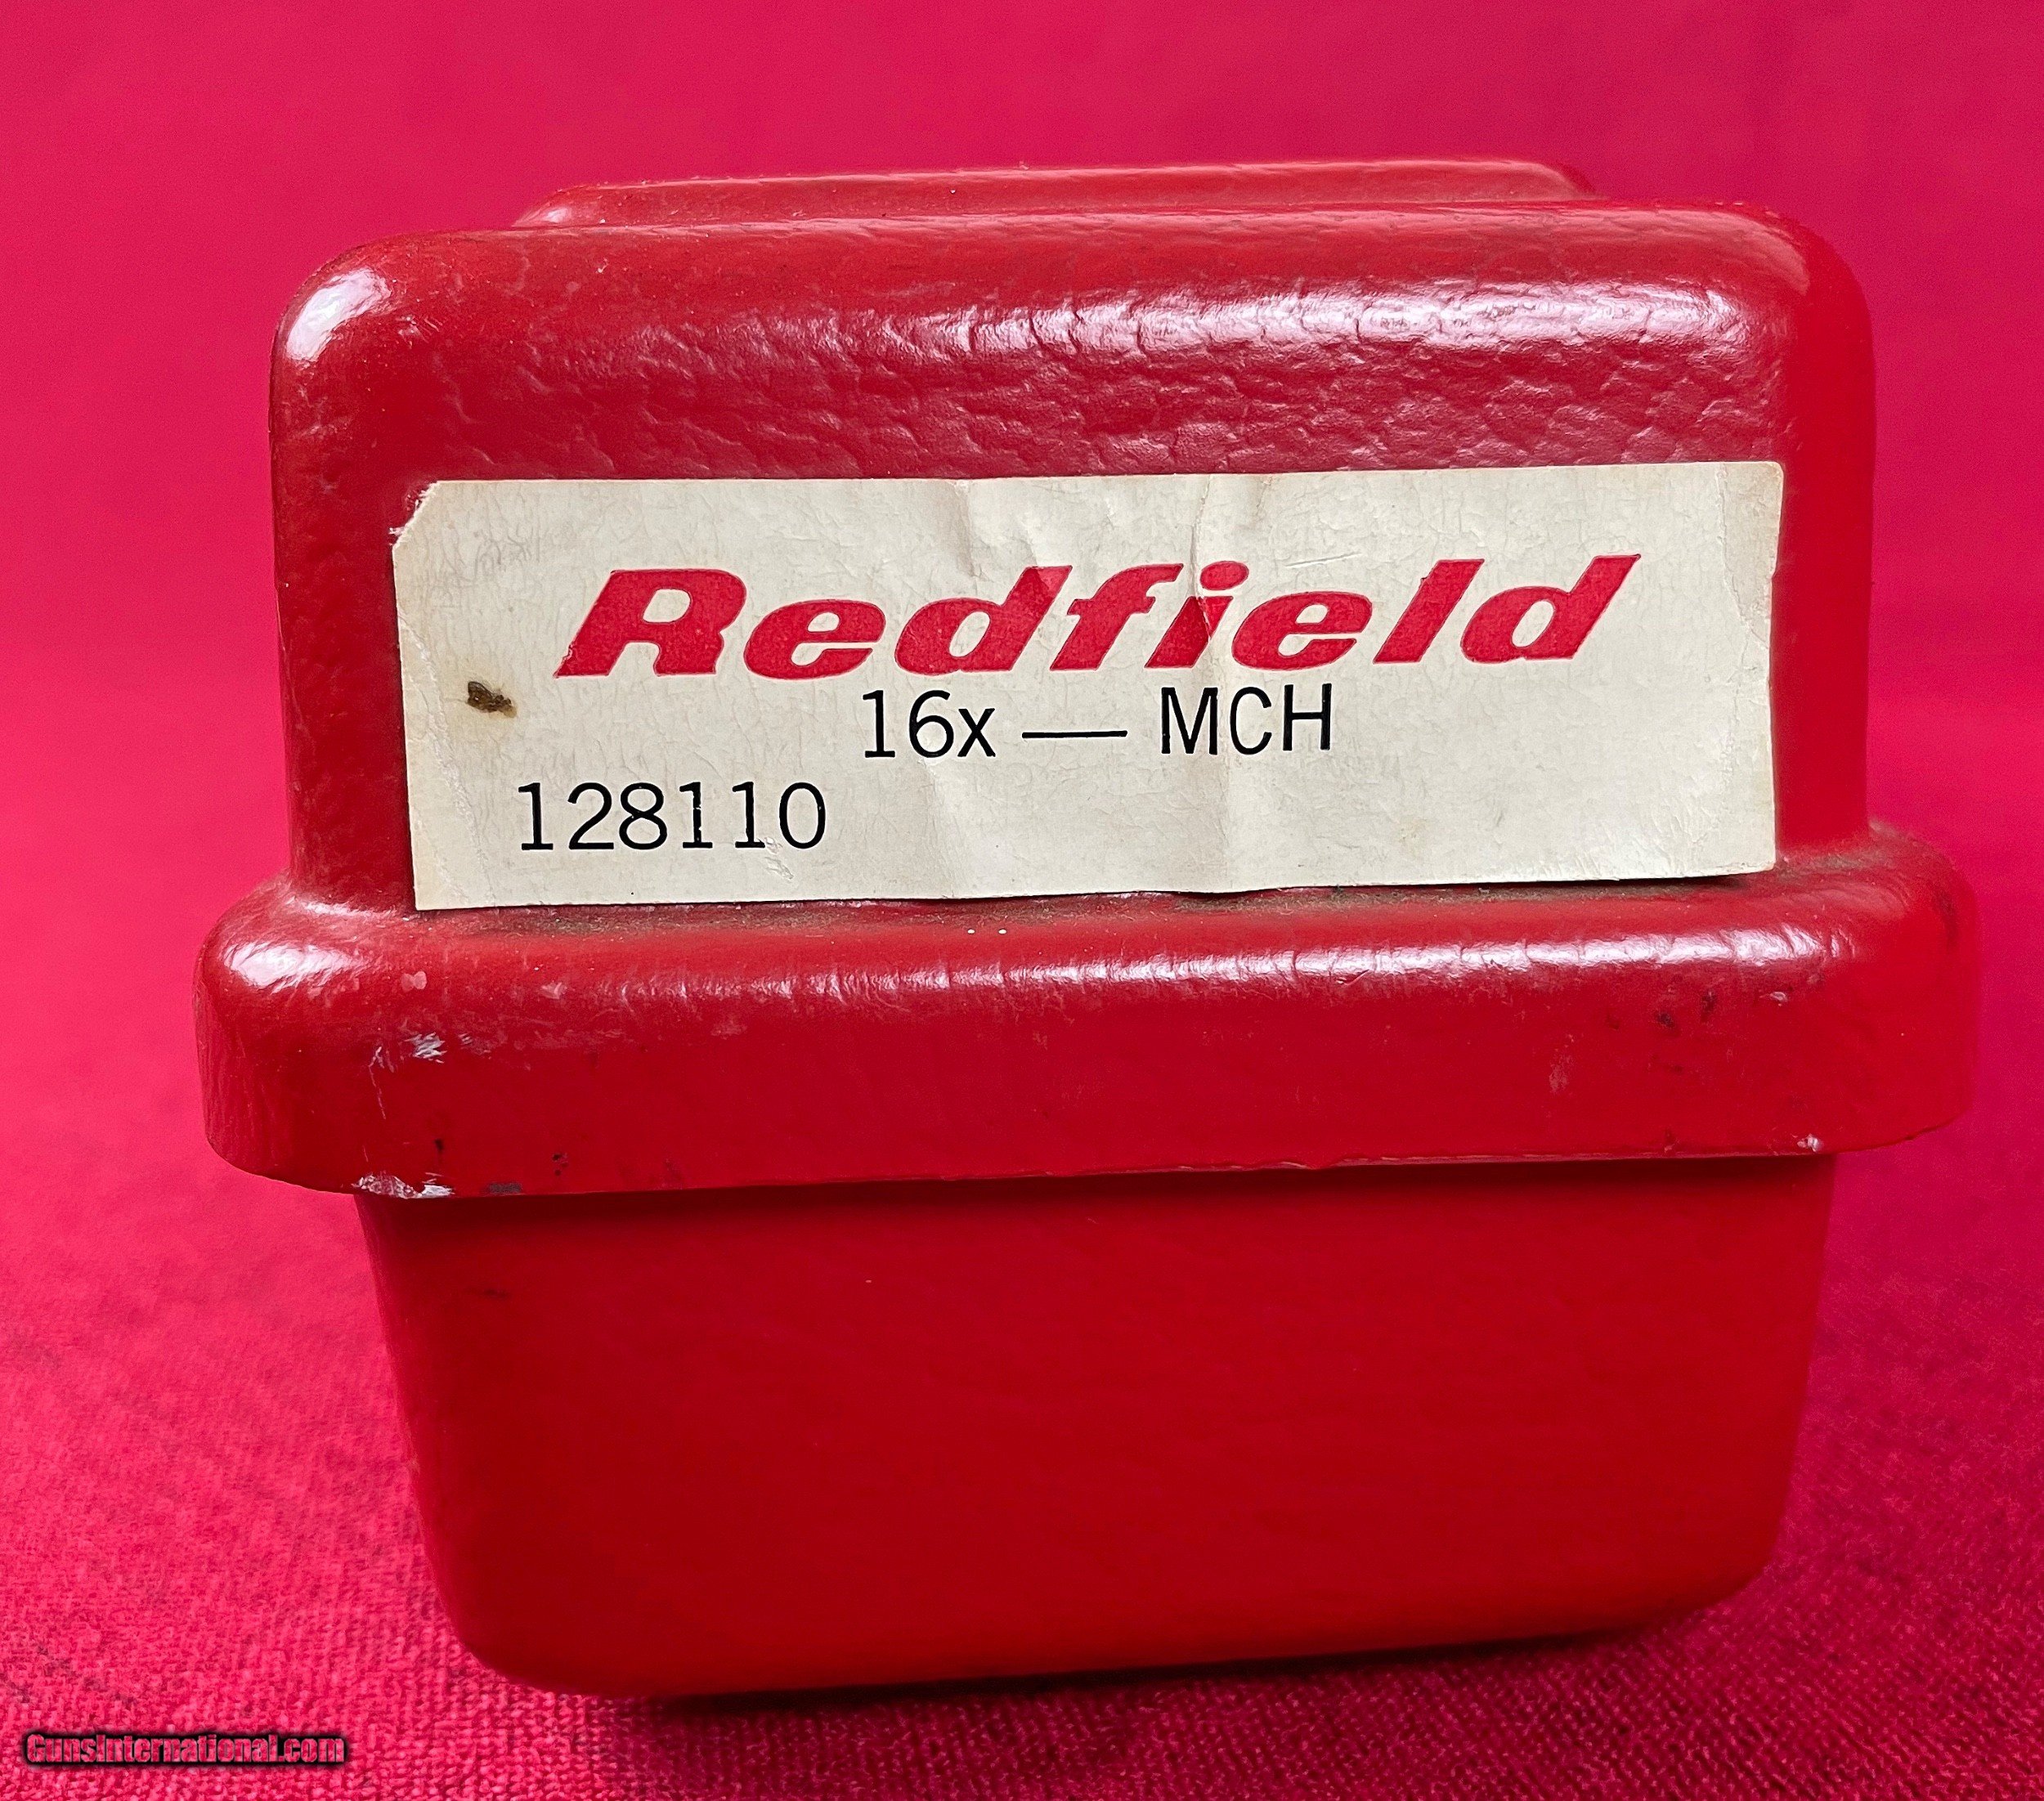 Redfield
16x — MCH
128110
GunsInternational.com